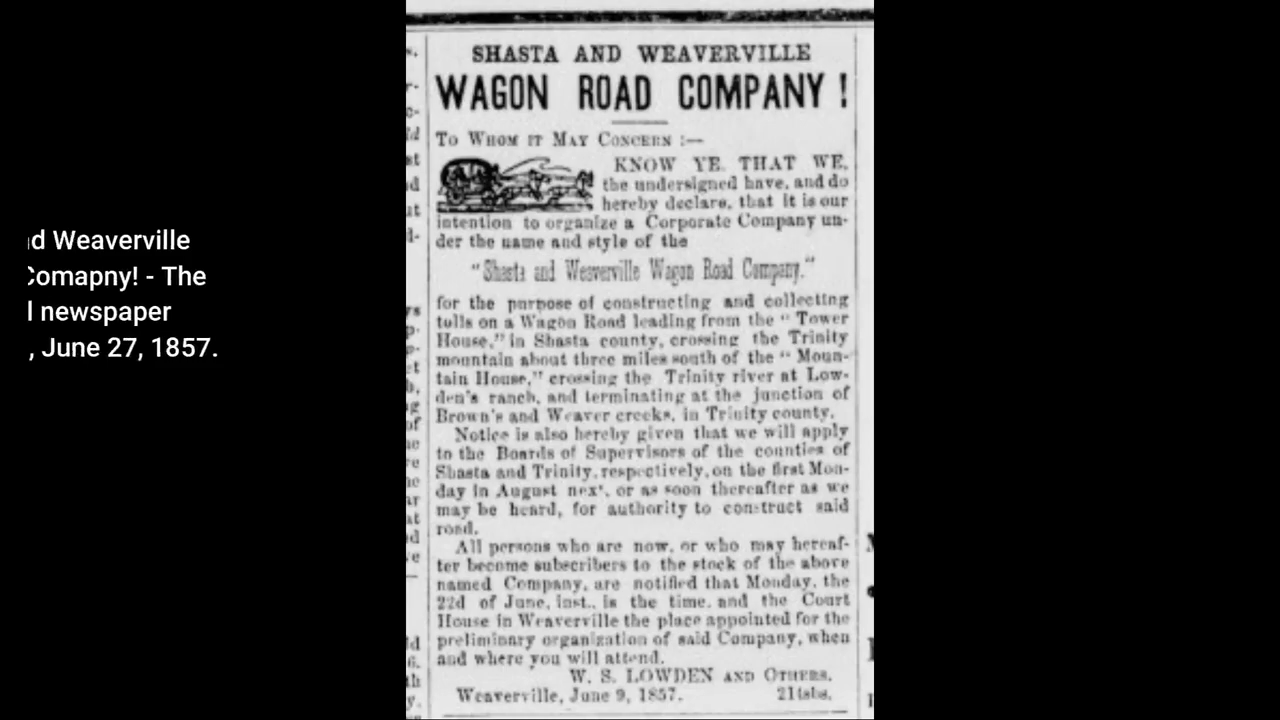 d Weaverville
Comapny! - The
l newspaper
, June 27, 1857.
SHASTA AND WEAVERVILLE
WAGON ROAD COMPANY !
TO WHOM IT MAY CONCERN :—
KNOW YE, THAT WE,
the undersigned have, and do
hereby declare, that it is our
intention to organize a Corporate Company un-
der the name and style of the
"Shasta and Weaverville Wagon Road Company."
for the purpose of constructing and collecting
tolls on a Wagon Road leading from the "Tower
House," in Shasta county, crossing the Trinity
mountain about three miles south of the "Moun-
tain House," crossing the Trinity river at Low-
den's ranch, and terminating at the junction of
Brown's and Weaver creeks, in Trinity county.
Notice is also hereby given that we will apply
to the Boards of Supervisors of the counties of
Shasta and Trinity, respectively, on the first Mon-
day in August next, or as soon thereafter as we
may be heard, for authority to construct said
road.
All persons who are now, or who may hereaf-
ter become subscribers to the stock of the above
named Company, are notified that Monday, the
22d of June, inst., is the time, and the Court
House in Weaverville the place appointed for the
preliminary organization of said Company, when
and where you will attend.
W. S. LOWDEN AND OTHERS.
Weaverville, June 9, 1857.